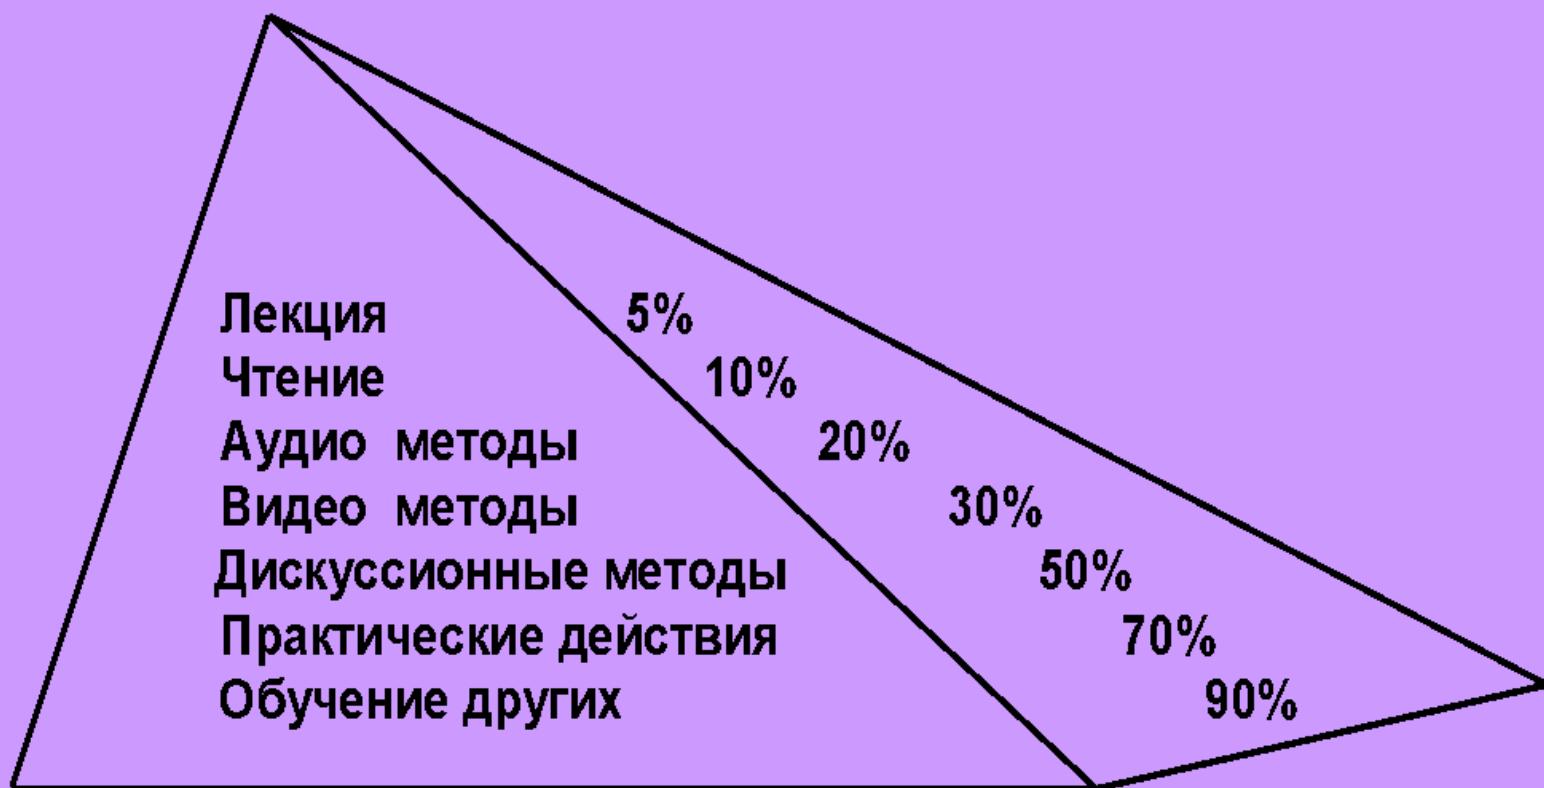 Лекция 5%
Чтение 10%
Аудио методы 20%
Видео методы 30%
Дискуссионные методы 50%
Практические действия 70%
Обучение других 90%